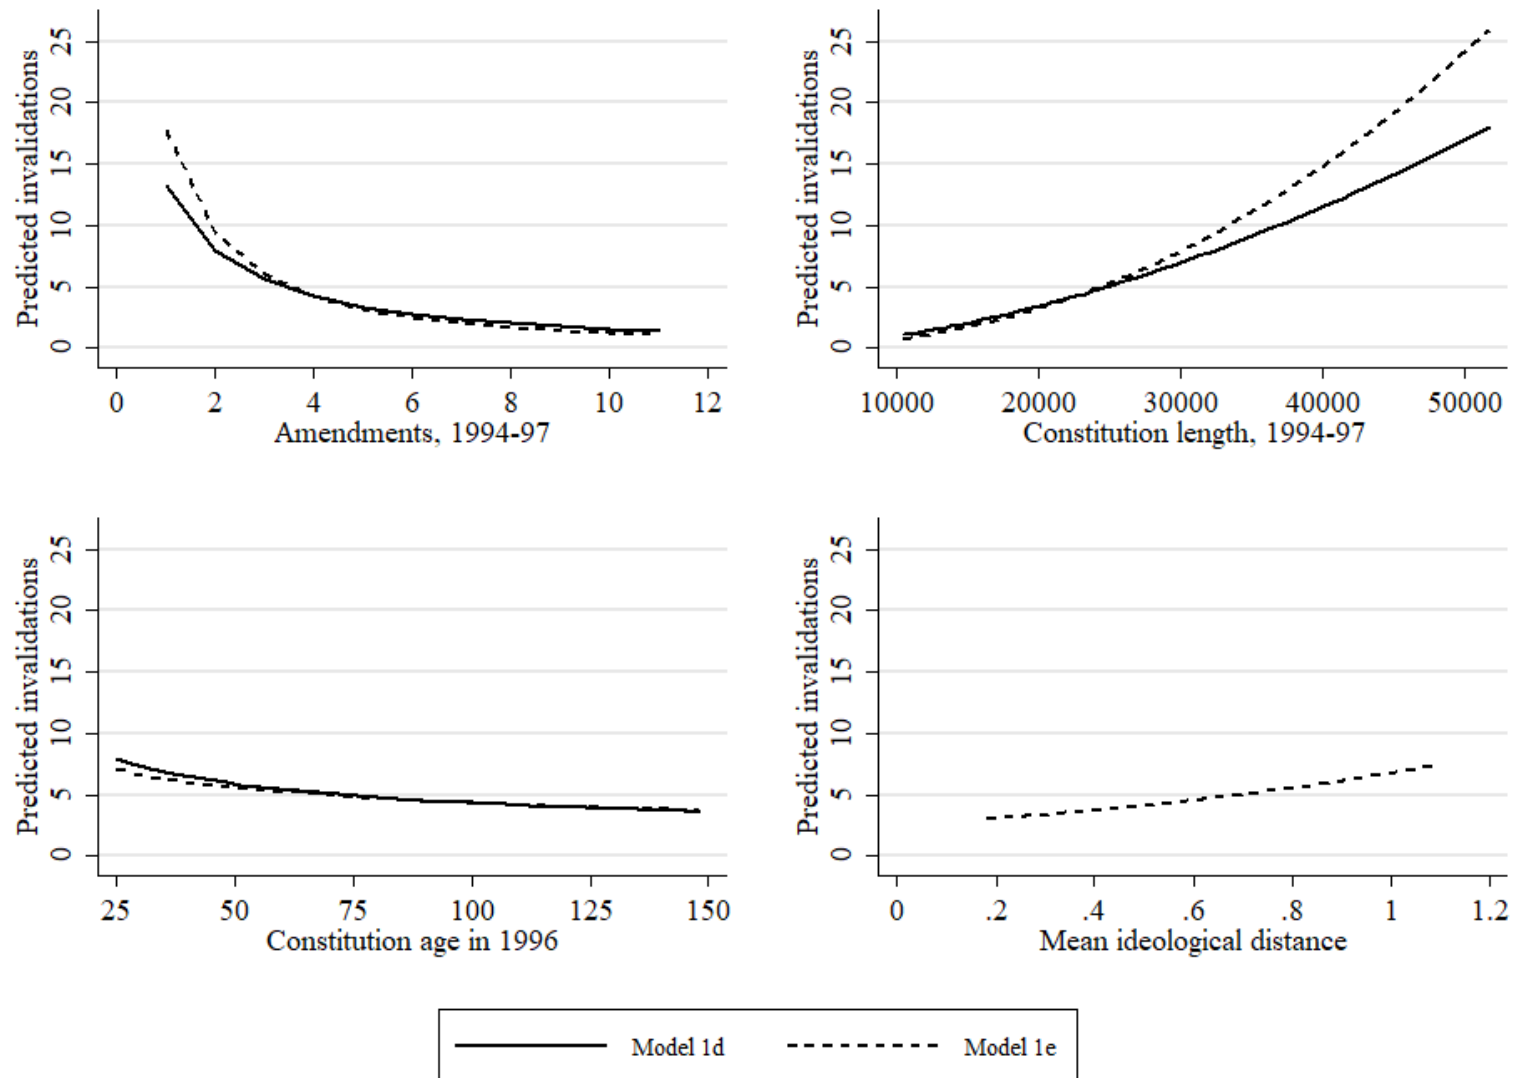 Predicted invalidations
0 5 10 15 20 25
0 2 4 6 8 10 12
Amendments, 1994-97
Predicted invalidations
0 5 10 15 20 25
10000 20000 30000 40000 50000
Constitution length, 1994-97
Predicted invalidations
0 5 10 15 20 25
25 50 75 100 125 150
Constitution age in 1996
Predicted invalidations
0 5 10 15 20 25
0 .2 .4 .6 .8 1 1.2
Mean ideological distance
Model 1d Model 1e